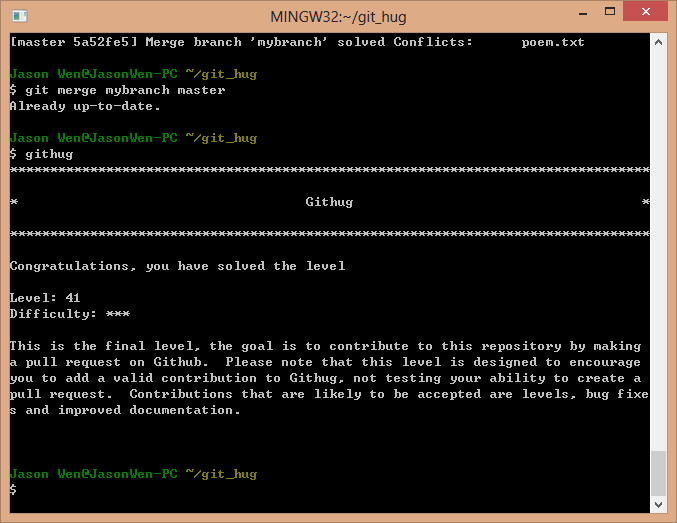 MINGW32:~/git_hug
[master 5a52fe5] Merge branch 'mybranch' solved Conflicts:      poem.txt
Jason Wen@JasonWen-PC ~/git_hug
$ git merge mybranch master
Already up-to-date.
Jason Wen@JasonWen-PC ~/git_hug
$ githug
********************************************************************************
*                                    Githug                                    *
********************************************************************************
Congratulations, you have solved the level
Level: 41
Difficulty: ***
This is the final level, the goal is to contribute to this repository by making
a pull request on Github.  Please note that this level is designed to encourage
you to add a valid contribution to Githug, not testing your ability to create a
pull request.  Contributions that are likely to be accepted are levels, bug fixe
s and improved documentation.
Jason Wen@JasonWen-PC ~/git_hug
$